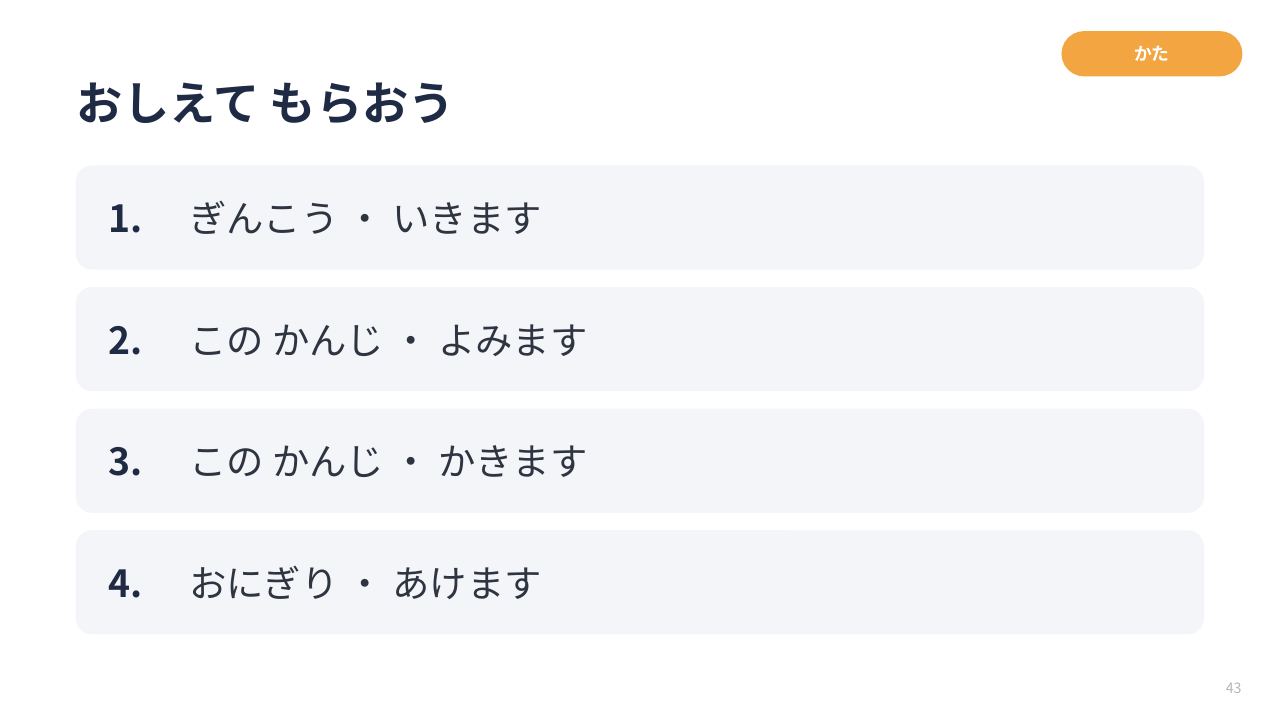 かた
おしえて もらおう
1. ぎんこう ・ いきます
2. この かんじ ・ よみます
3. この かんじ ・ かきます
4. おにぎり ・ あけます
43